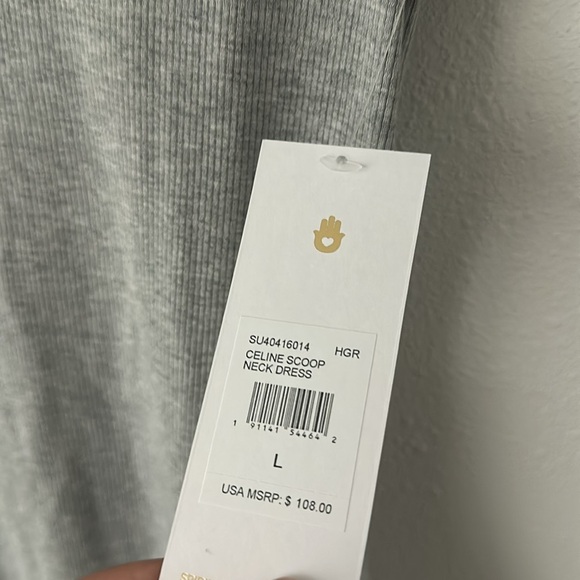 SU40416014 HGR
CELINE SCOOP
NECK DRESS
1 91141 54464 2
L
USA MSRP: $ 108.00